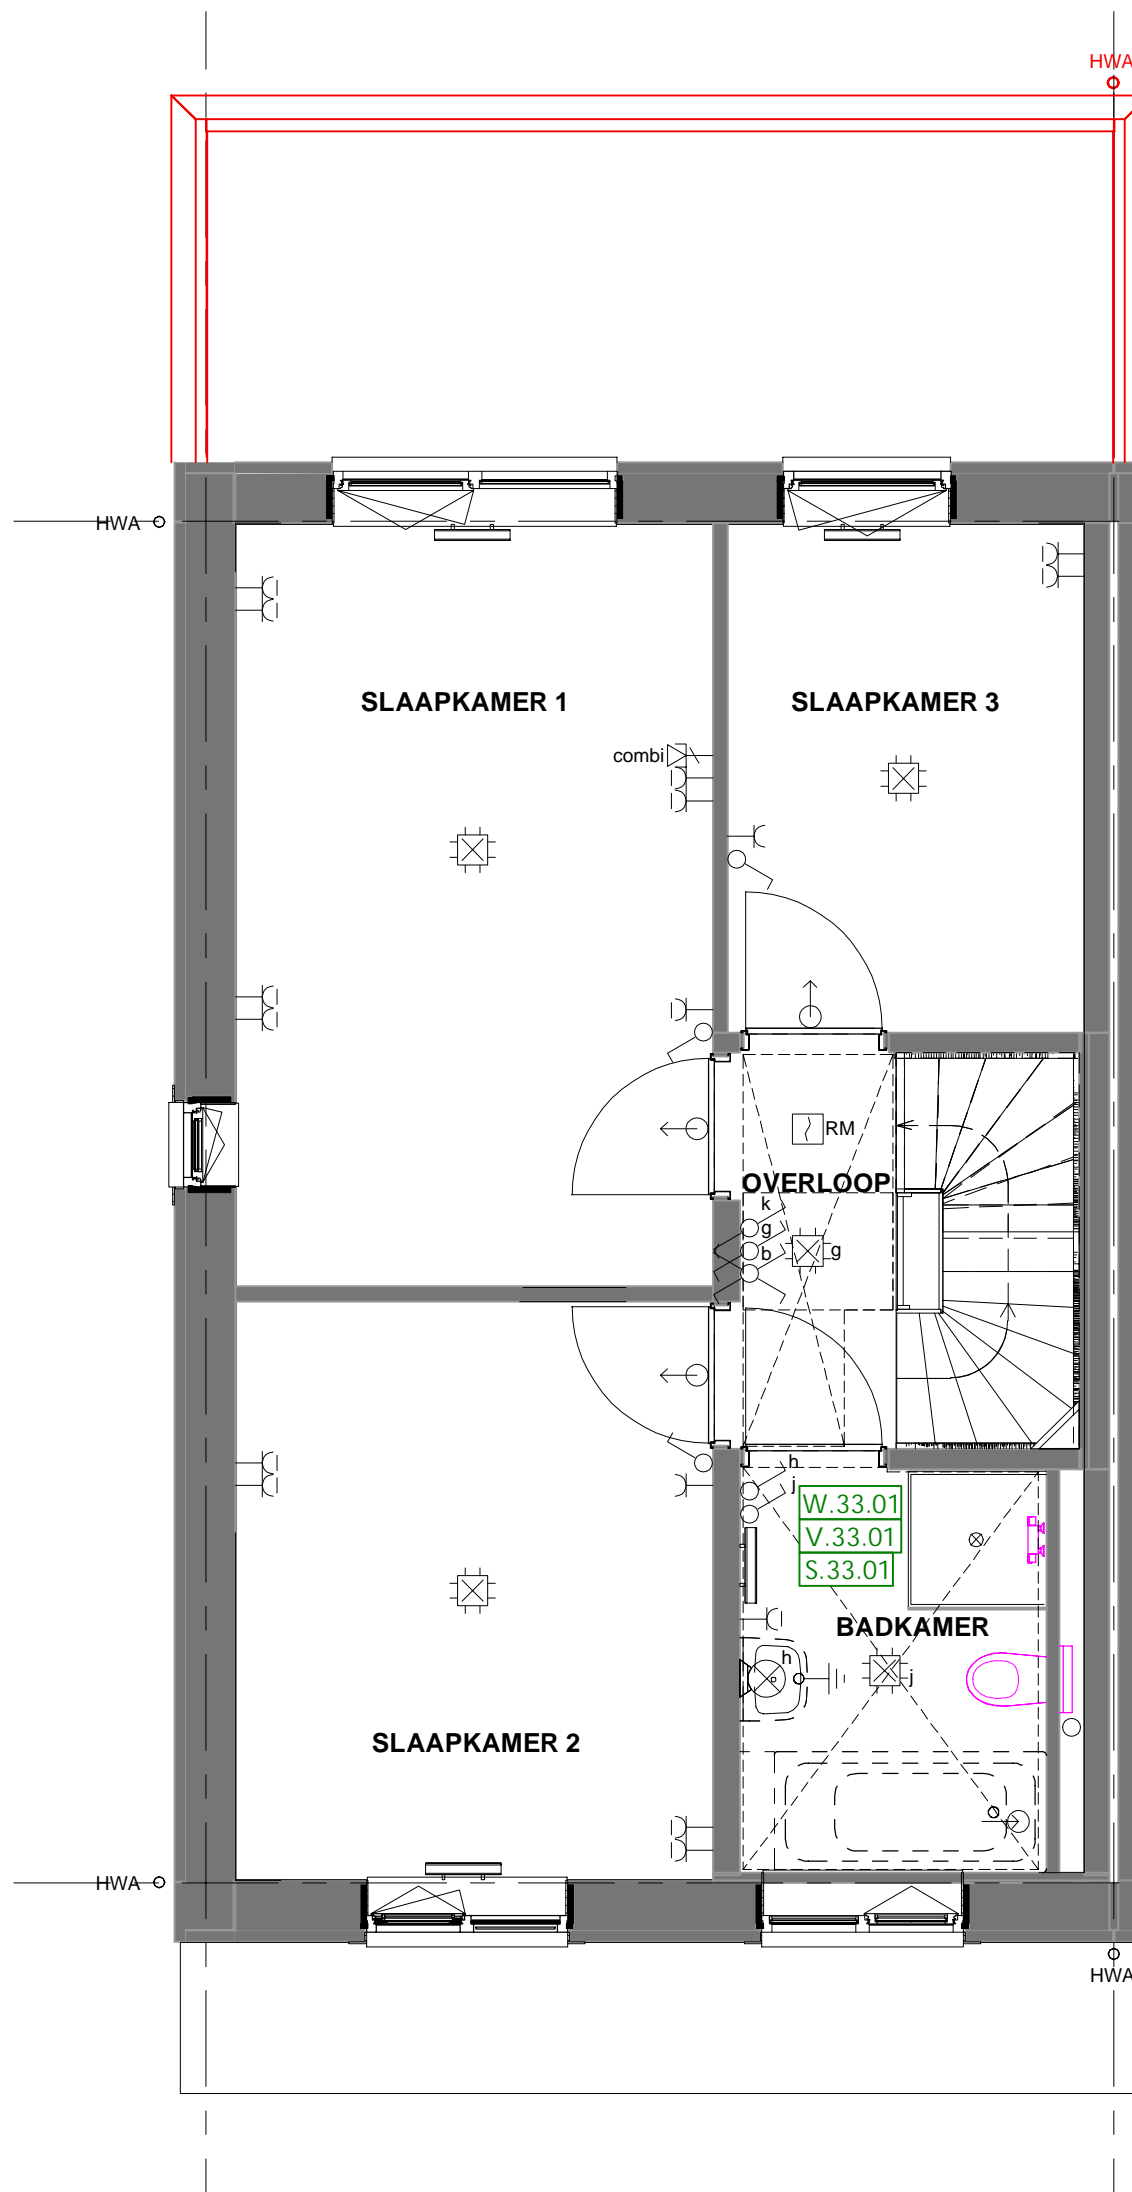 HWA
HWA
SLAAPKAMER 1
SLAAPKAMER 3
combi
RM
OVERLOOP
k
g
b
g
h
j
W.33.01
V.33.01
S.33.01
BADKAMER
h
j
SLAAPKAMER 2
HWA
HWA